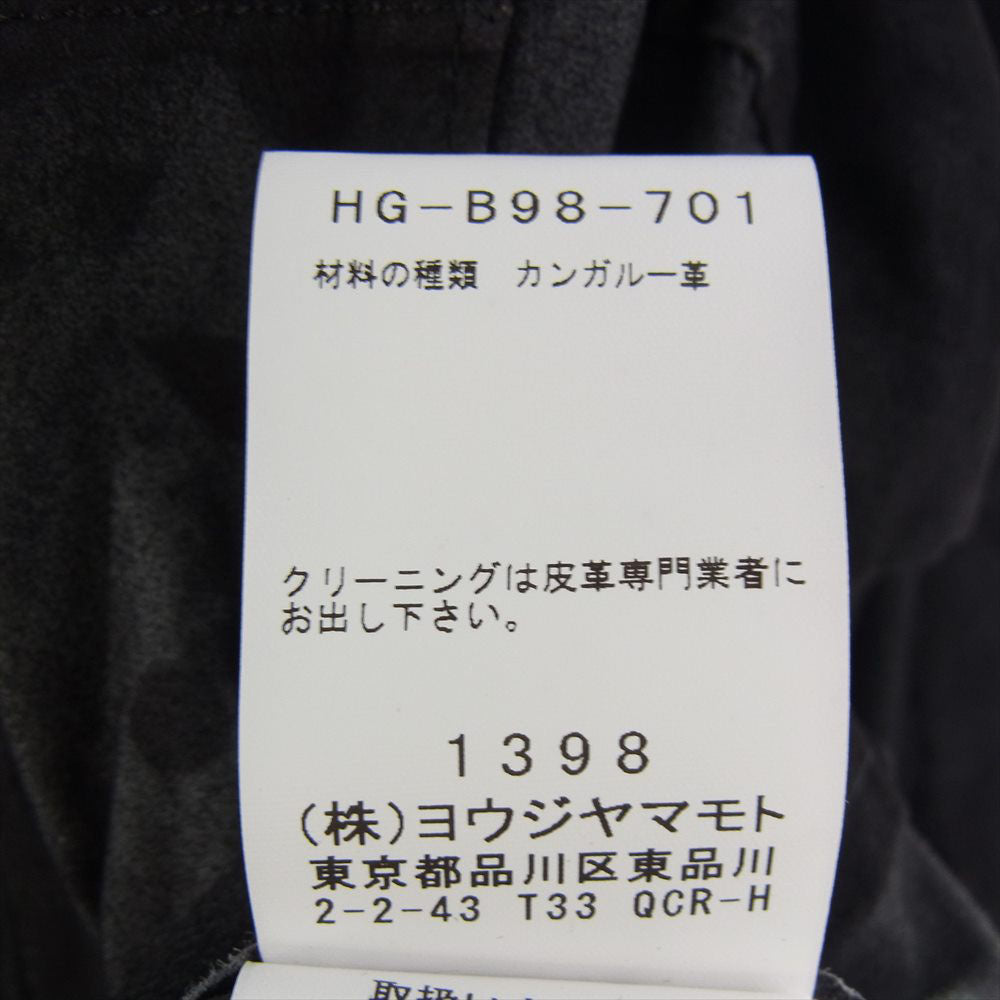 HG-B98-701
材料の種類　カンガルー革
クリーニングは皮革専門業者に
お出し下さい。
1398
(株)ヨウジヤマモト
東京都品川区東品川
2-2-43 T33 QCR-H